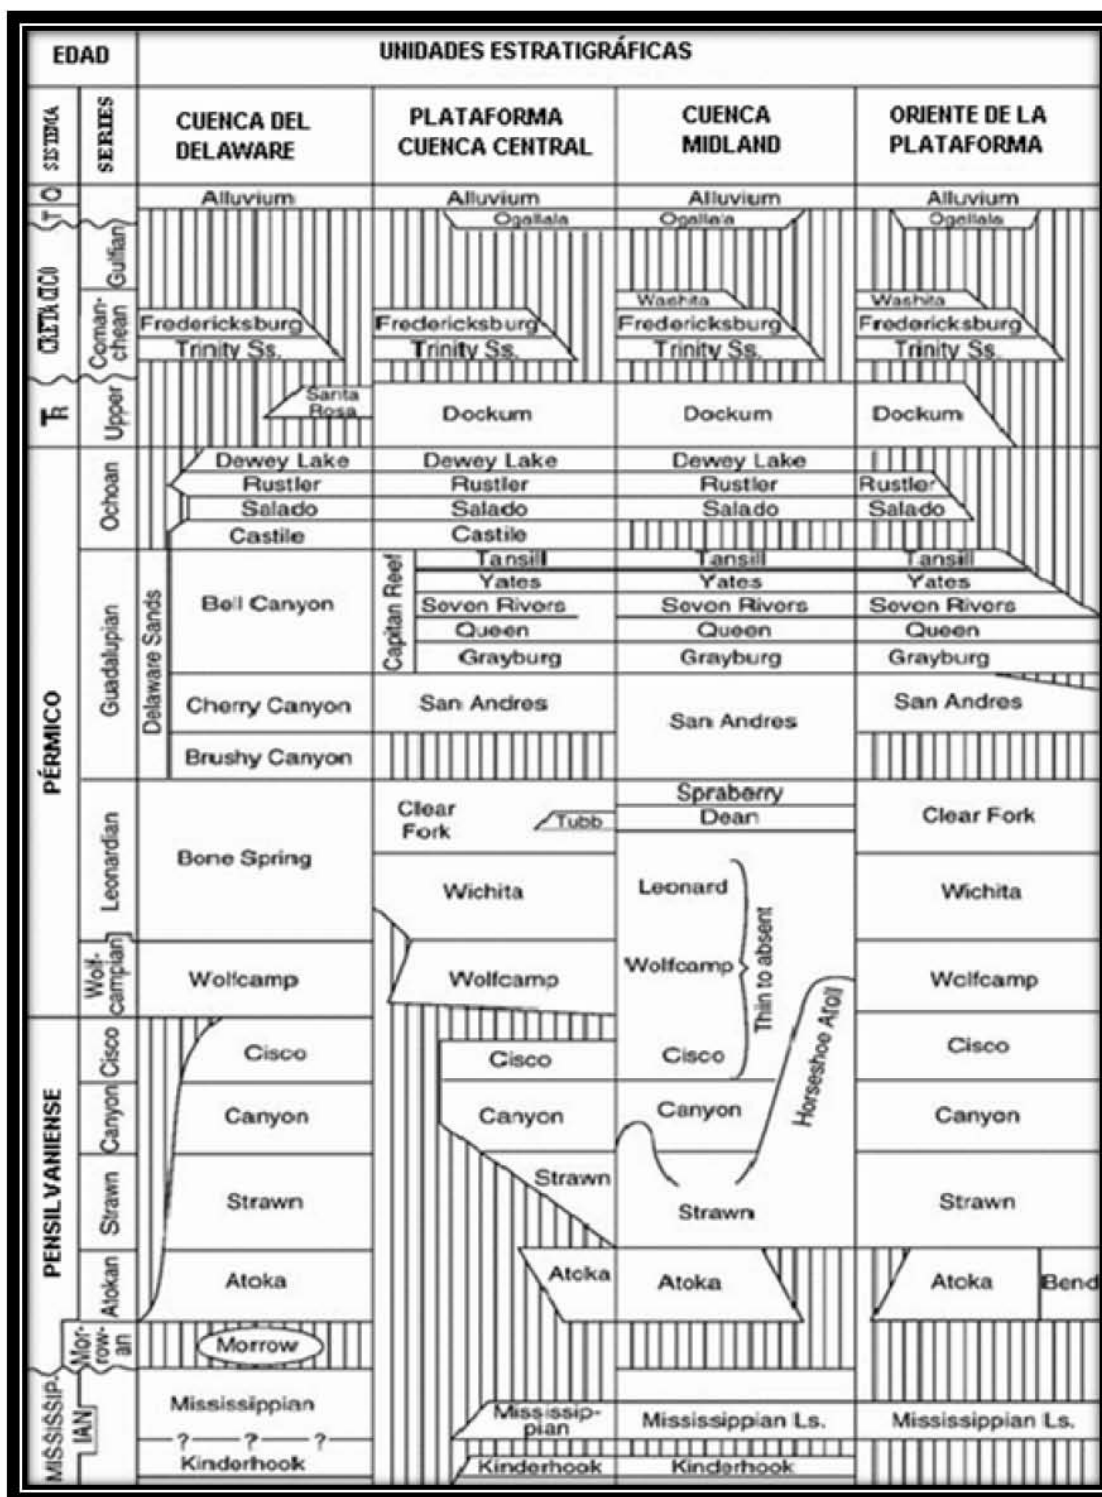 EDAD
UNIDADES ESTRATIGRÁFICAS
SISTEMA
SERIES
CUENCA DEL
DELAWARE
PLATAFORMA
CUENCA CENTRAL
CUENCA
MIDLAND
ORIENTE DE LA
PLATAFORMA
Q
T
Alluvium
Alluvium
Alluvium
Alluvium
Ogallala
Ogallala
Ogallala
CRETACICO
Gulfian
Coman-
chean
Washita
Washita
Fredericksburg
Fredericksburg
Fredericksburg
Fredericksburg
Trinity Ss.
Trinity Ss.
Trinity Ss.
Trinity Ss.
TR
Upper
Santa
Rosa
Dockum
Dockum
Dockum
PÉRMICO
Ochoan
Dewey Lake
Dewey Lake
Dewey Lake
Rustler
Rustler
Rustler
Rustler
Salado
Salado
Salado
Salado
Castile
Castile
Guadalupian
Delaware Sands
Bell Canyon
Capitan Reef
Tansill
Tansill
Tansill
Yates
Yates
Yates
Seven Rivers
Seven Rivers
Seven Rivers
Queen
Queen
Queen
Grayburg
Grayburg
Grayburg
Cherry Canyon
San Andres
San Andres
San Andres
Brushy Canyon
Leonardian
Bone Spring
Clear
Fork
Tubb
Spraberry
Dean
Clear Fork
Wichita
Leonard
Wichita
Thin to absent
Wolf-
campian
Wolfcamp
Wolfcamp
Wolfcamp
Wolfcamp
PENSILVANIENSE
Cisco
Cisco
Cisco
Cisco
Cisco
Horseshoe Atoll
Canyon
Canyon
Canyon
Canyon
Canyon
Strawn
Strawn
Strawn
Strawn
Strawn
Atokan
Atoka
Atoka
Atoka
Atoka
Bend
Mor-
row-
an
Morrow
MISSISSIP-
IAN
Mississippian
Mississip-
pian
Mississippian Ls.
Mississippian Ls.
? ? ?
Kinderhook
Kinderhook
Kinderhook